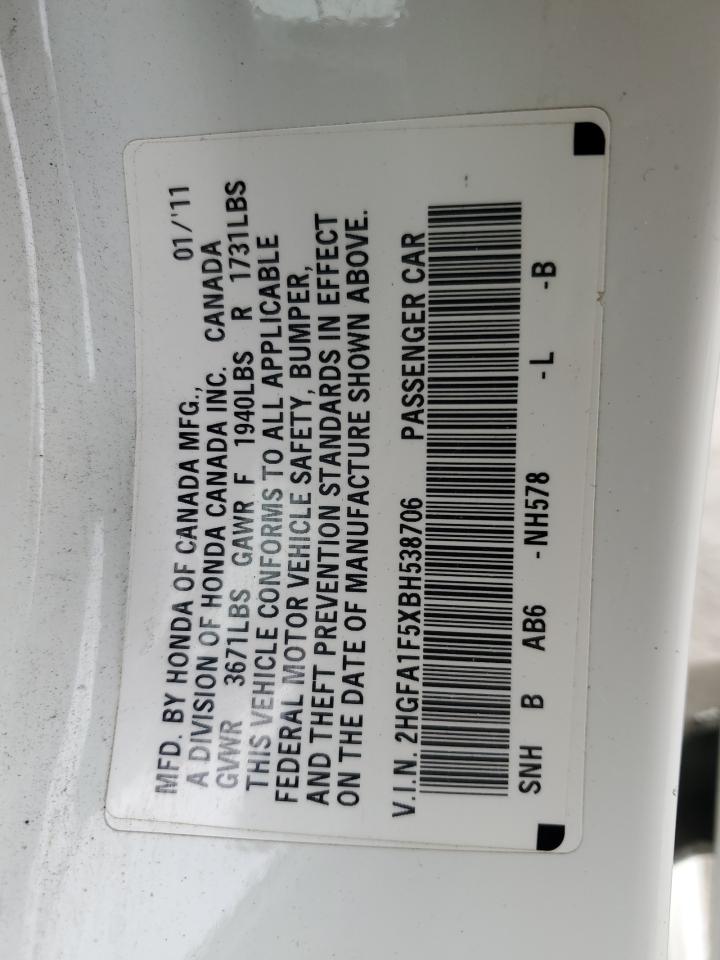 MFD. BY HONDA OF CANADA MFG.,
A DIVISION OF HONDA CANADA INC. CANADA 01/'11
GVWR 3671LBS GAWR F 1940LBS R 1731LBS
THIS VEHICLE CONFORMS TO ALL APPLICABLE
FEDERAL MOTOR VEHICLE SAFETY, BUMPER,
AND THEFT PREVENTION STANDARDS IN EFFECT
ON THE DATE OF MANUFACTURE SHOWN ABOVE.
V.I.N. 2HGFA1F5XBH538706 PASSENGER CAR
SNH B AB6 -NH578 -L -B